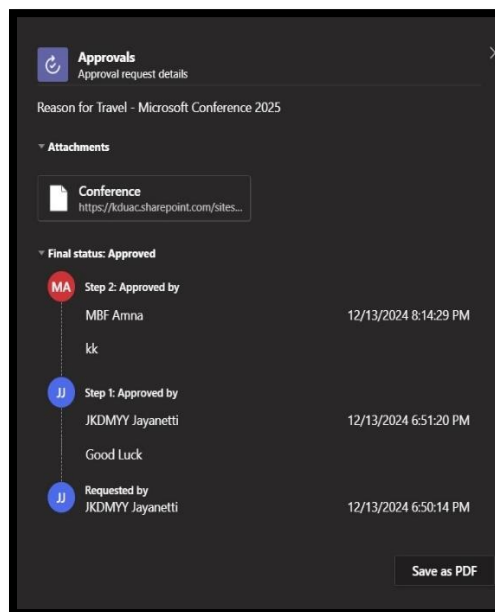 Approvals
Approval request details
Reason for Travel - Microsoft Conference 2025
Attachments
Conference
https://kduac.sharepoint.com/sites...
Final status: Approved
MA Step 2: Approved by
MBF Amna 12/13/2024 8:14:29 PM
kk
JJ Step 1: Approved by
JKDMYY Jayanetti 12/13/2024 6:51:20 PM
Good Luck
JJ Requested by
JKDMYY Jayanetti 12/13/2024 6:50:14 PM
Save as PDF